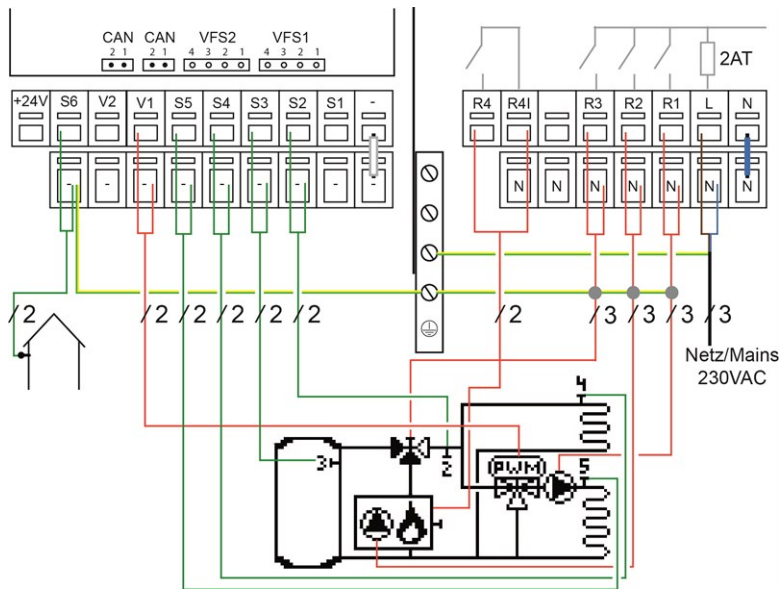 CAN CAN VFS2 VFS1
2 1 2 1 4 3 2 1 4 3 2 1
+24V S6 V2 V1 S5 S4 S3 S2 S1 -
- - - - - - - - -
R4 R4I R3 R2 R1 L N
N N N N N N N
2AT
2 2 2 2 2 2
2 3 3 3 3
Netz/Mains
230VAC
4
3 2 PWM 5